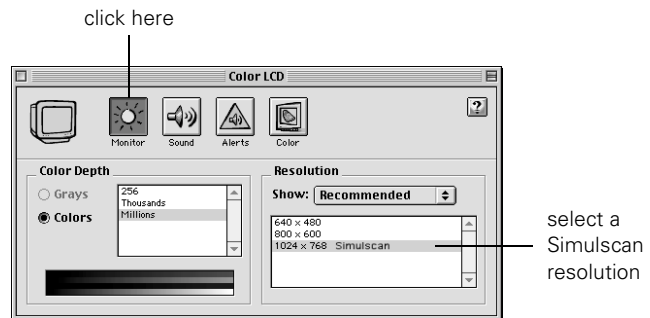 click here
Color LCD
?
Monitor Sound Alerts Color
Color Depth
Grays
Colors
256
Thousands
Millions
Resolution
Show: Recommended
640 x 480
800 x 600
1024 x 768 Simulscan
select a
Simulscan
resolution